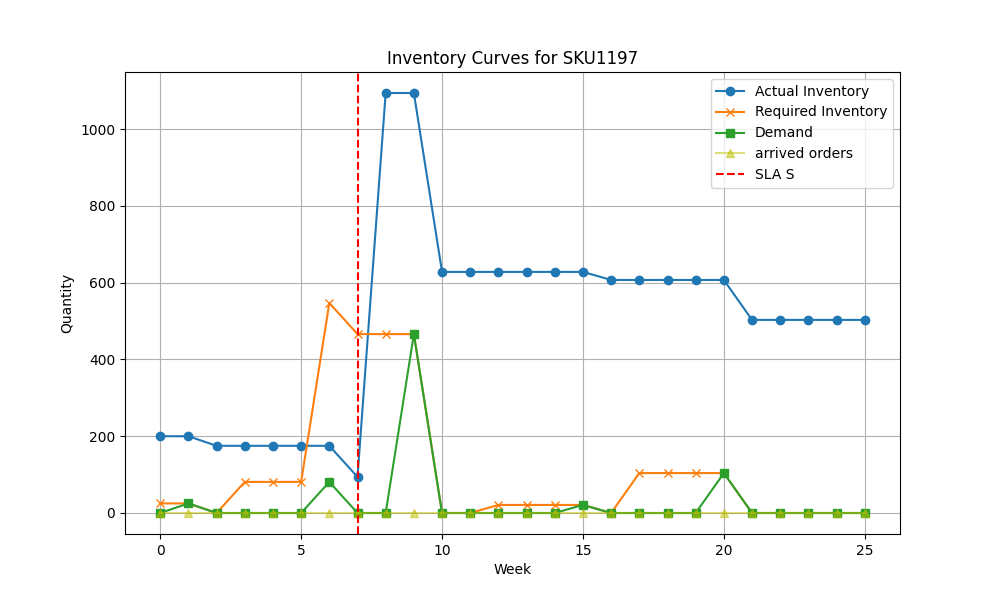 Inventory Curves for SKU1197
Actual Inventory
Required Inventory
Demand
arrived orders
SLA S
Quantity
1000
800
600
400
200
0
0 5 10 15 20 25
Week